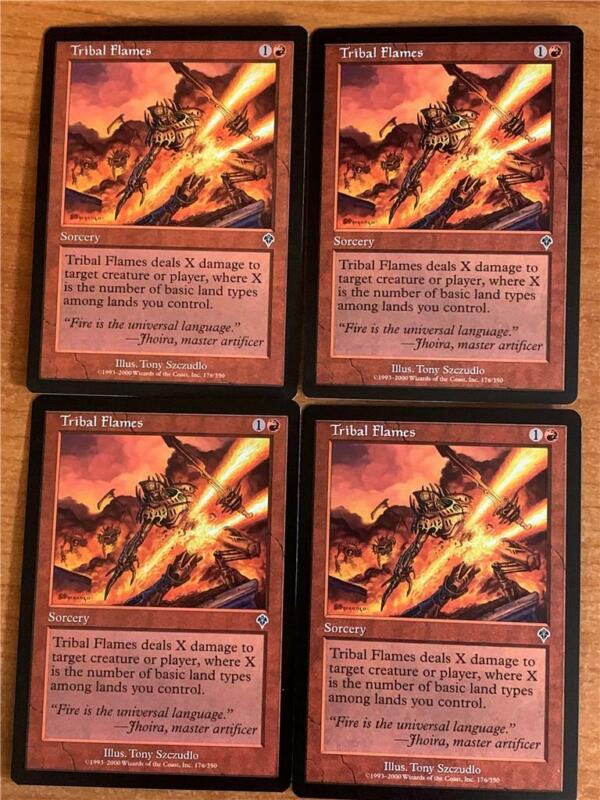 Tribal Flames 1
Sorcery
Tribal Flames deals X damage to
target creature or player, where X
is the number of basic land types
among lands you control.
“Fire is the universal language.”
—Jhoira, master artificer
Illus. Tony Szczudlo
©1993-2000 Wizards of the Coast, Inc. 176/350
Tribal Flames 1
Sorcery
Tribal Flames deals X damage to
target creature or player, where X
is the number of basic land types
among lands you control.
“Fire is the universal language.”
—Jhoira, master artificer
Illus. Tony Szczudlo
©1993-2000 Wizards of the Coast, Inc. 176/350
Tribal Flames 1
Sorcery
Tribal Flames deals X damage to
target creature or player, where X
is the number of basic land types
among lands you control.
“Fire is the universal language.”
—Jhoira, master artificer
Illus. Tony Szczudlo
©1993-2000 Wizards of the Coast, Inc. 176/350
Tribal Flames 1
Sorcery
Tribal Flames deals X damage to
target creature or player, where X
is the number of basic land types
among lands you control.
“Fire is the universal language.”
—Jhoira, master artificer
Illus. Tony Szczudlo
©1993-2000 Wizards of the Coast, Inc. 176/350